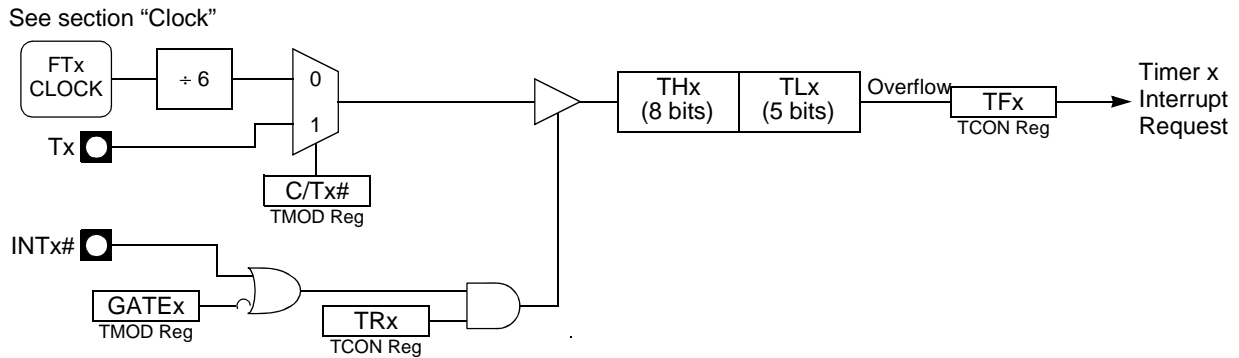 See section “Clock”
FTx
CLOCK
÷ 6
0
1
Tx
C/Tx#
TMOD Reg
THx
(8 bits)
TLx
(5 bits)
Overflow
TFx
TCON Reg
Timer x
Interrupt
Request
INTx#
GATEx
TMOD Reg
TRx
TCON Reg